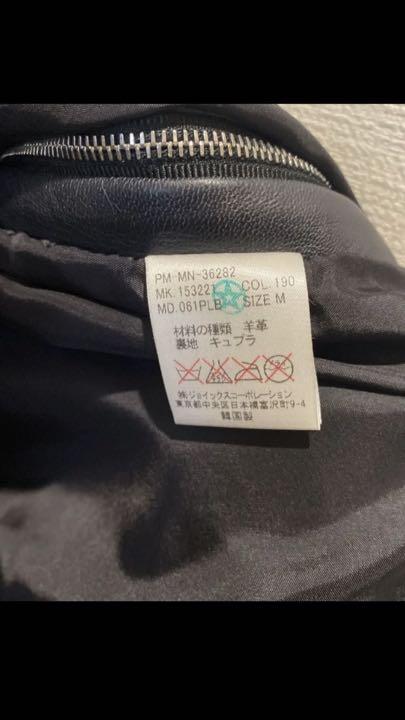 PM MN-36282
MK. 15322 COL. 190
MD. 061PLB SIZE M
材料の種類 羊革
裏地 キュプラ
㈱ジョイックスコーポレーション
東京都中央区日本橋富沢町9-4
韓国製